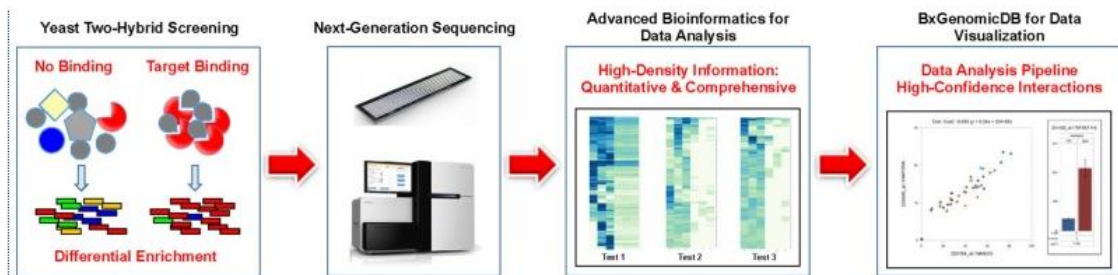 Yeast Two-Hybrid Screening
No Binding
Target Binding
Differential Enrichment
Next-Generation Sequencing
Advanced Bioinformatics for
Data Analysis
High-Density Information:
Quantitative & Comprehensive
Test 1
Test 2
Test 3
BxGenomicDB for Data
Visualization
Data Analysis Pipeline
High-Confidence Interactions